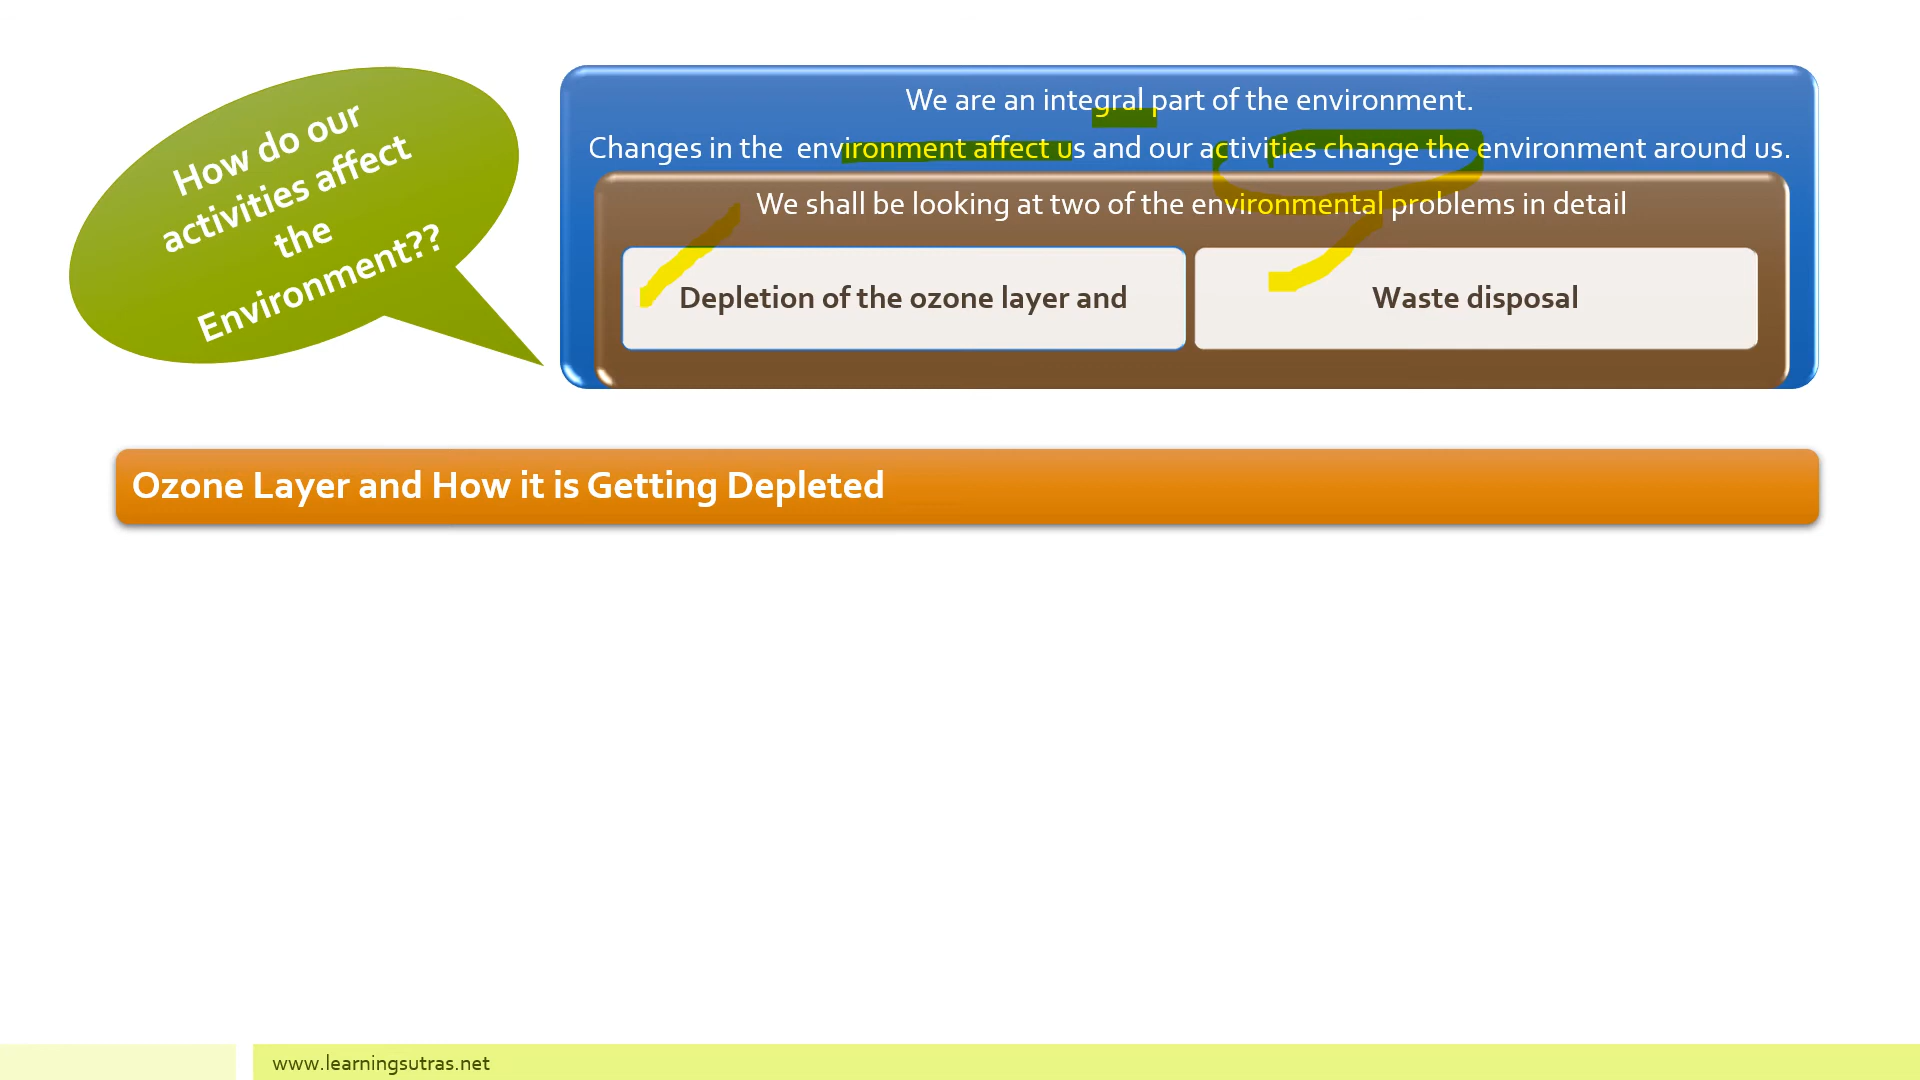 How do our
activities affect
the
Environment??
We are an integral part of the environment.
Changes in the  environment affect us and our activities change the environment around us.
We shall be looking at two of the environmental problems in detail
Depletion of the ozone layer and
Waste disposal
Ozone Layer and How it is Getting Depleted
www.learningsutras.net